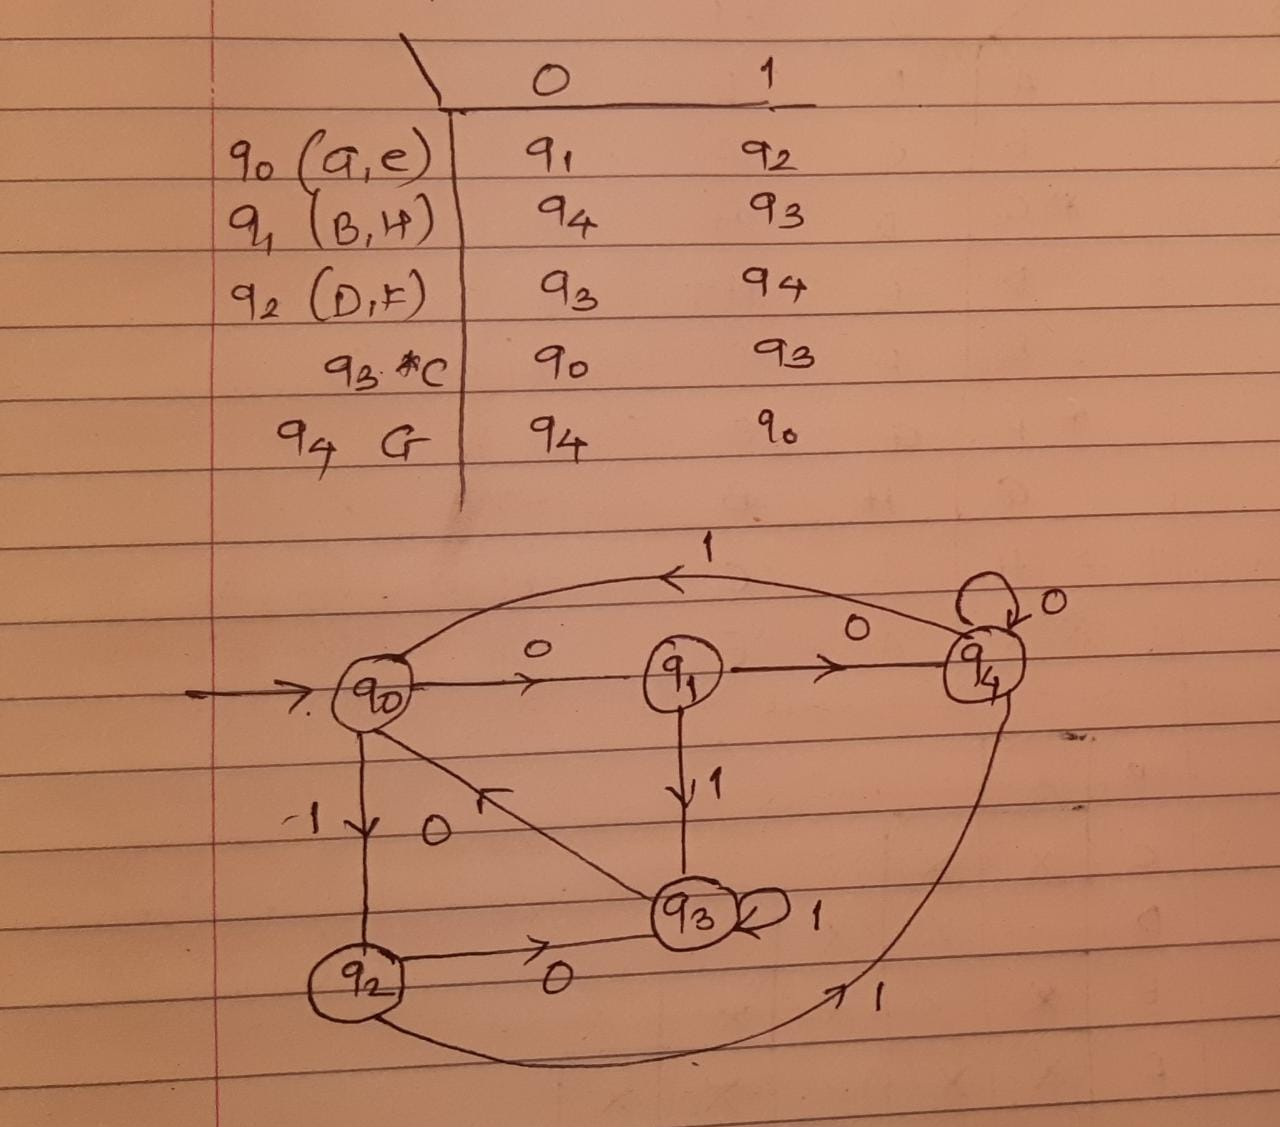 0 1
q0 (a,e) q1 q2
q1 (B,H) q4 q3
q2 (D,F) q3 q4
q3 *C q0 q3
q4 G q4 q0
1
0
0 0
q0 q1 q4
1 0 1
q3 1
q2 0
1